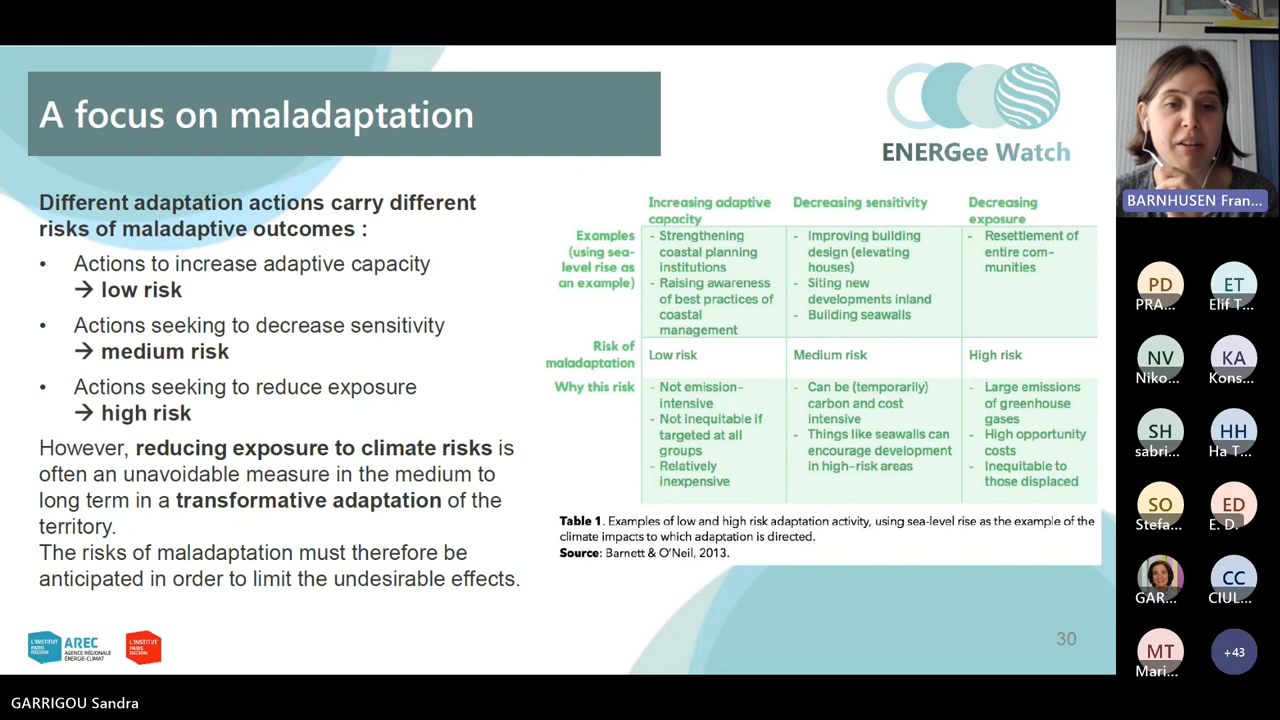 A focus on maladaptation
ENERGee Watch
Different adaptation actions carry different
risks of maladaptive outcomes :
• Actions to increase adaptive capacity
→ low risk
• Actions seeking to decrease sensitivity
→ medium risk
• Actions seeking to reduce exposure
→ high risk
However, reducing exposure to climate risks is
often an unavoidable measure in the medium to
long term in a transformative adaptation of the
territory.
The risks of maladaptation must therefore be
anticipated in order to limit the undesirable effects.
Increasing adaptive
capacity
Decreasing sensitivity
Decreasing
exposure
Examples
(using sea-
level rise as
an example)
- Strengthening
coastal planning
institutions
- Raising awareness
of best practices of
coastal
management
- Improving building
design (elevating
houses)
- Siting new
developments inland
- Building seawalls
- Resettlement of
entire com-
munities
Risk of
maladaptation
Low risk
Medium risk
High risk
Why this risk
- Not emission-
intensive
- Not inequitable if
targeted at all
groups
- Relatively
inexpensive
- Can be (temporarily)
carbon and cost
intensive
- Things like seawalls can
encourage development
in high-risk areas
- Large emissions
of greenhouse
gases
- High opportunity
costs
- Inequitable to
those displaced
Table 1. Examples of low and high risk adaptation activity, using sea-level rise as the example of the
climate impacts to which adaptation is directed.
Source: Barnett & O'Neil, 2013.
L'INSTITUT
PARIS
REGION
AREC
AGENCE RÉGIONALE
ÉNERGIE-CLIMAT
L'INSTITUT
PARIS
REGION
30
GARRIGOU Sandra
BARNHUSEN Fran...
PD
PRA...
ET
Elif T...
NV
Niko...
KA
Kons...
SH
sabri...
HH
Ha T...
SO
Stefa...
ED
E. D.
GAR...
CC
CIUL...
MT
Mari...
+43